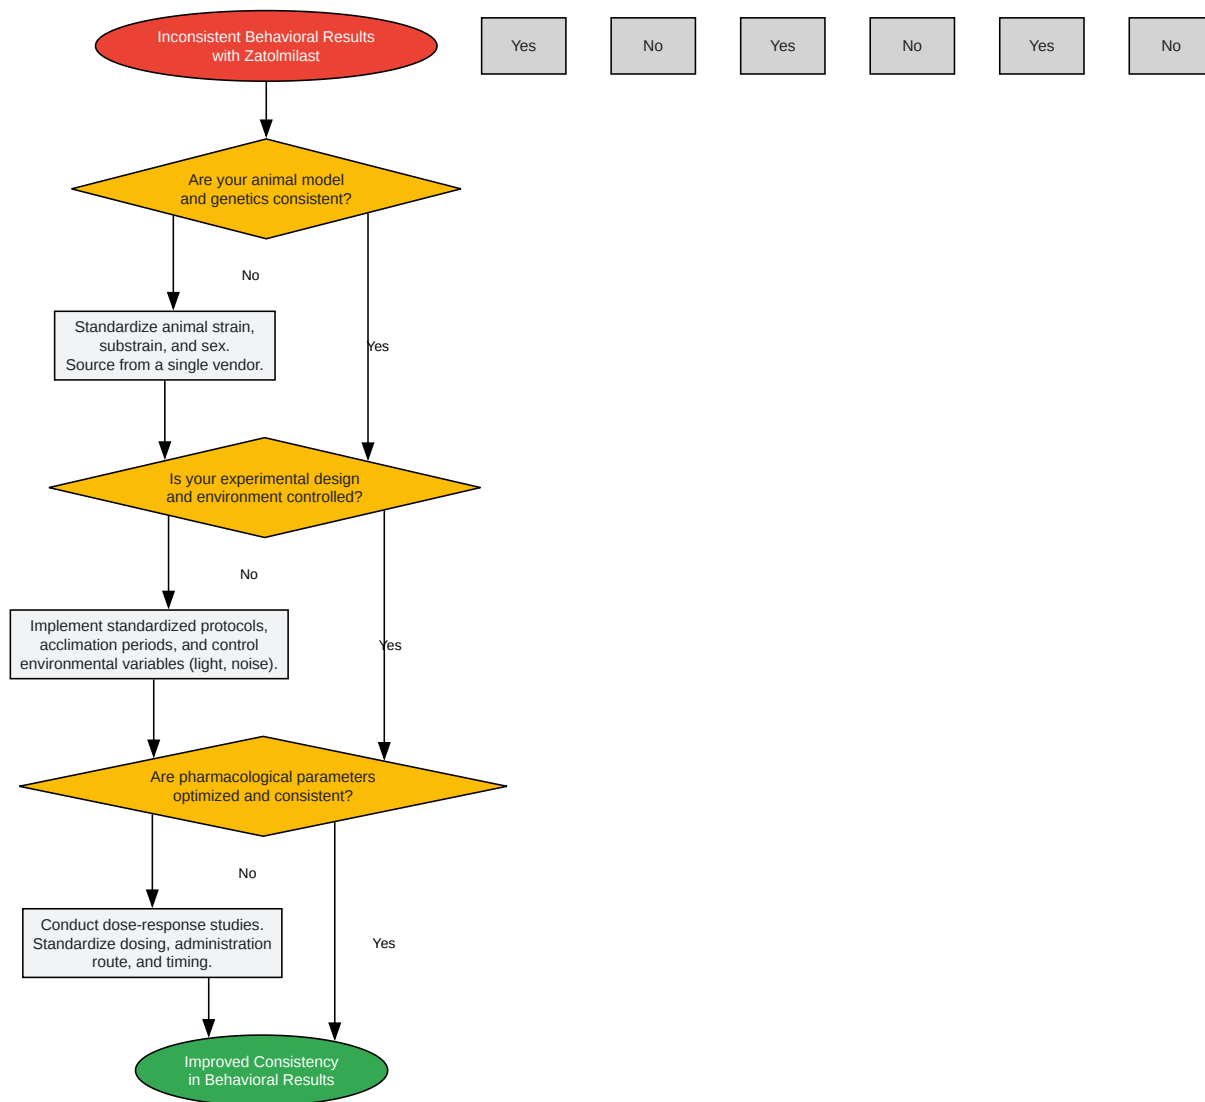 Inconsistent Behavioral Results
with Zatolmilast
Yes
No
Yes
No
Yes
No
Are your animal model
and genetics consistent?
No
Standardize animal strain,
substrain, and sex.
Source from a single vendor.
Yes
Is your experimental design
and environment controlled?
No
Implement standardized protocols,
acclimation periods, and control
environmental variables (light, noise).
Yes
Are pharmacological parameters
optimized and consistent?
No
Conduct dose-response studies.
Standardize dosing, administration
route, and timing.
Yes
Improved Consistency
in Behavioral Results